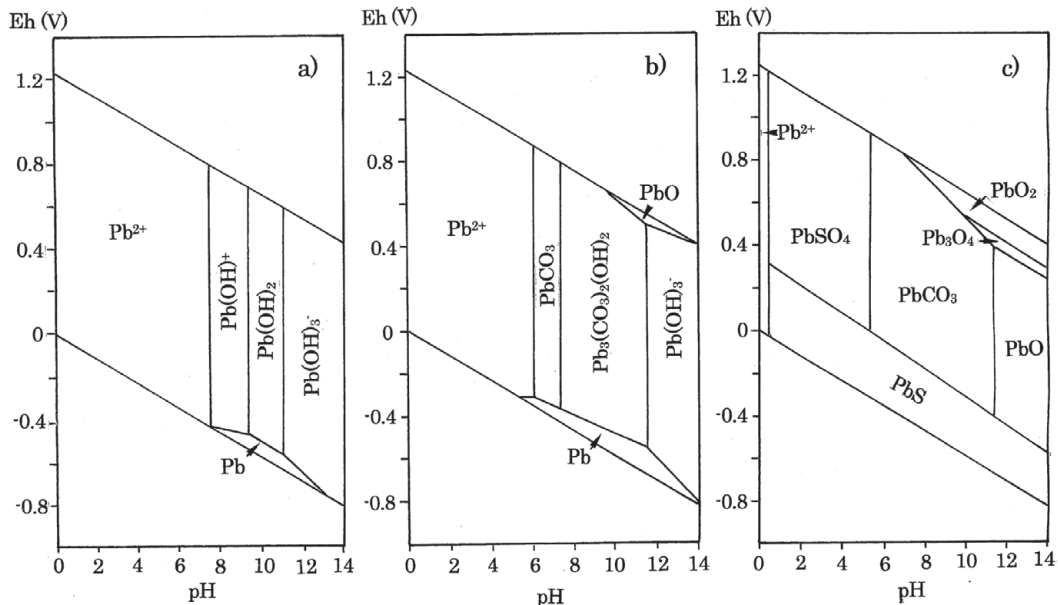 Eh (V)
a)
1.2
0.8
0.4
0
-0.4
-0.8
Pb²⁺
Pb(OH)⁺
Pb(OH)₂
Pb(OH)₃⁻
Pb
0 2 4 6 8 10 12 14
pH
Eh (V)
b)
1.2
0.8
0.4
0
-0.4
-0.8
PbO
Pb²⁺
PbCO₃
Pb₃(CO₃)₂(OH)₂
Pb(OH)₃⁻
Pb
0 2 4 6 8 10 12 14
pH
Eh (V)
c)
1.2
0.8
0.4
0
-0.4
-0.8
Pb²⁺
PbO₂
PbSO₄
Pb₃O₄
PbCO₃
PbO
PbS
0 2 4 6 8 10 12 14
pH